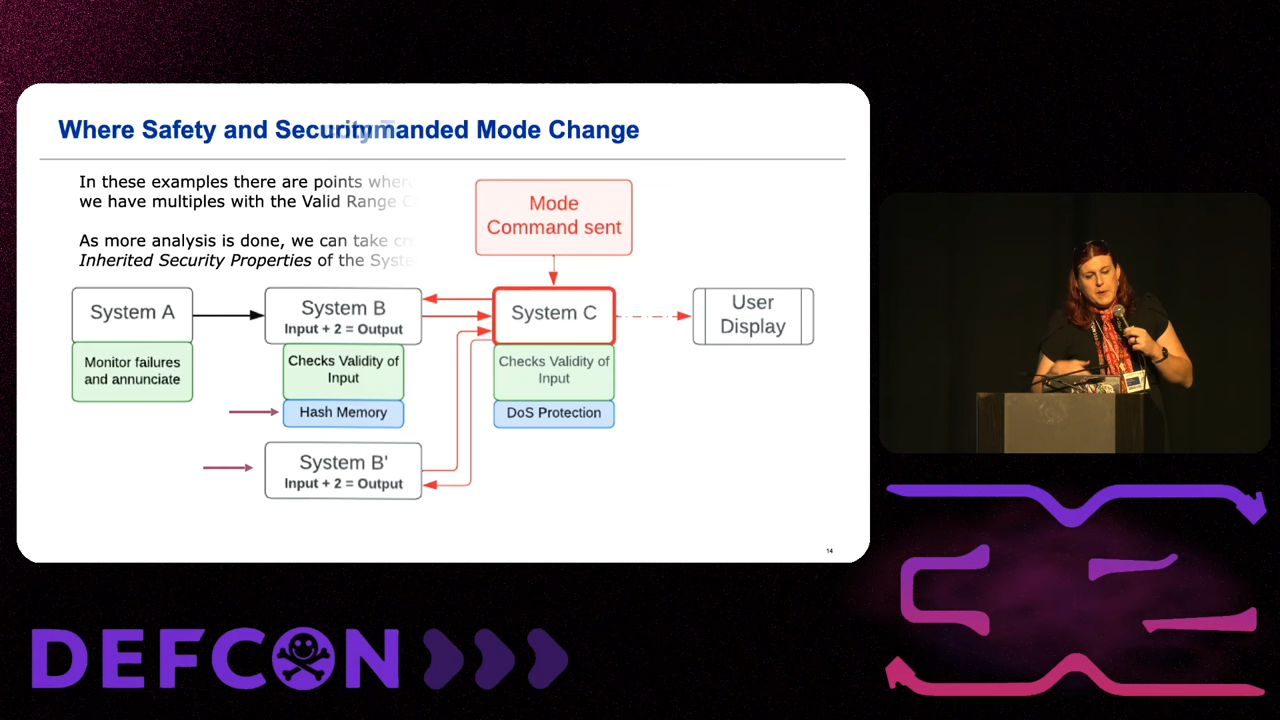 Where Safety and Securitymanded Mode Change
In these examples there are points where
we have multiples with the Valid Range
As more analysis is done, we can take
Inherited Security Properties of the Syste
Mode
Command sent
System A
Monitor failures
and annunciate
System B
Input + 2 = Output
Checks Validity of
Input
Hash Memory
System C
Checks Validity of
Input
DoS Protection
User
Display
System B'
Input + 2 = Output
14
DEFCON